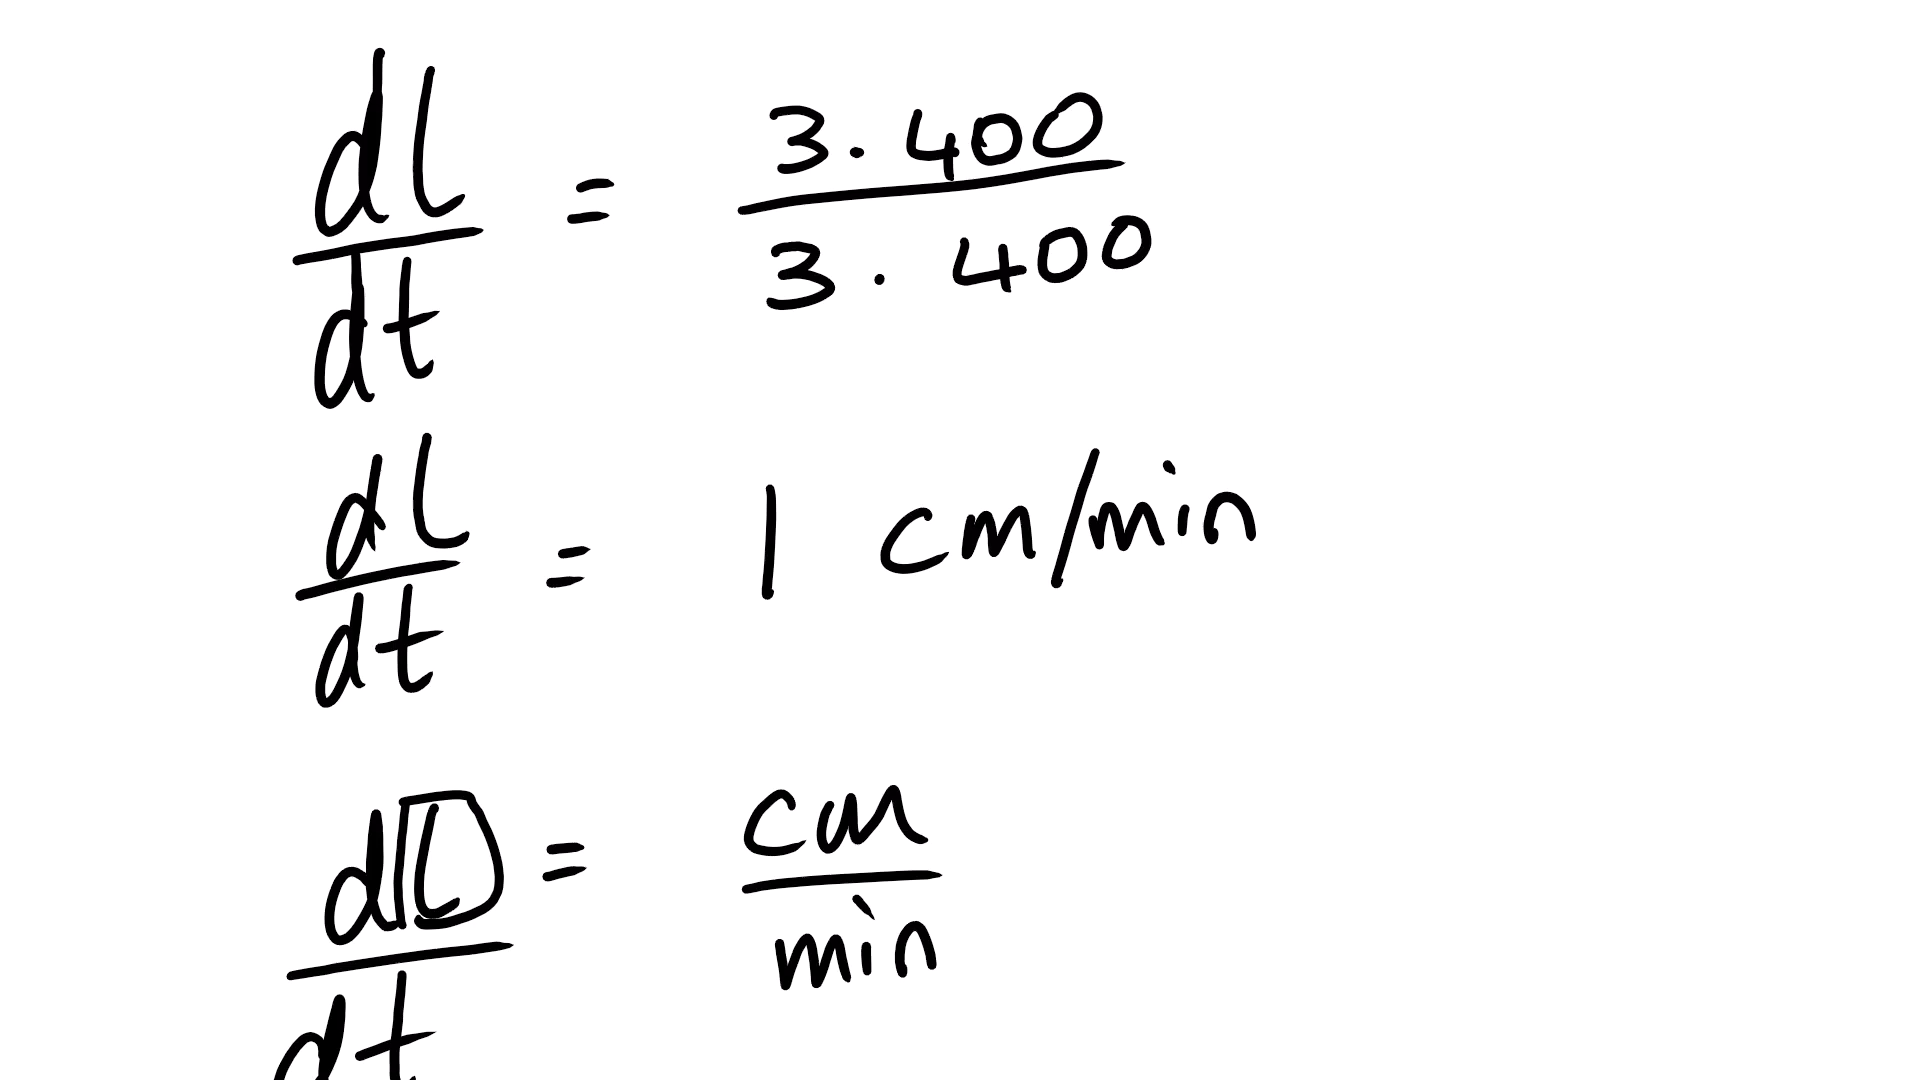 dl/dt = 3.400/3.400
dl/dt = 1 cm/min
dl/dt = cm/min